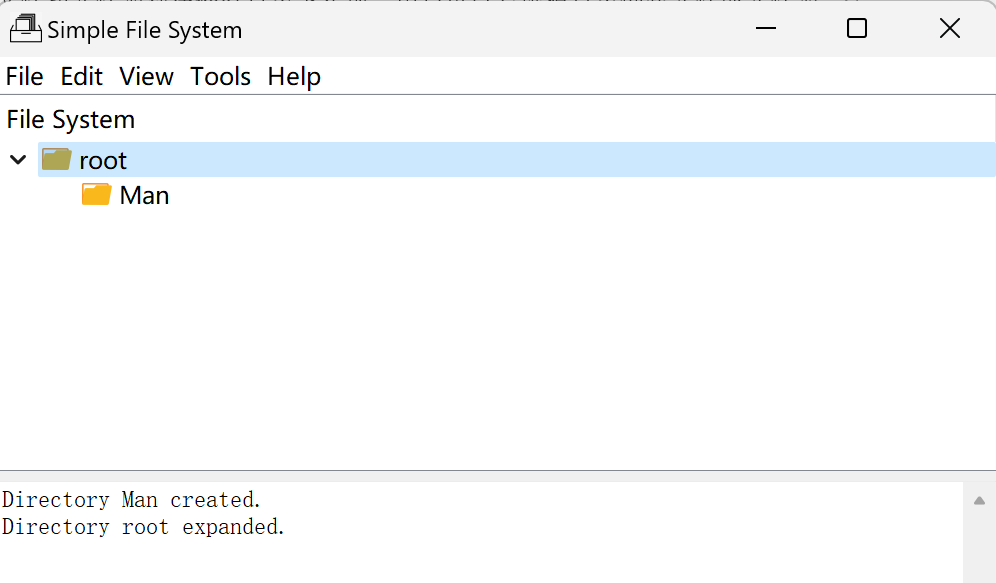 Simple File System
File Edit View Tools Help
File System
root
Man
Directory Man created.
Directory root expanded.